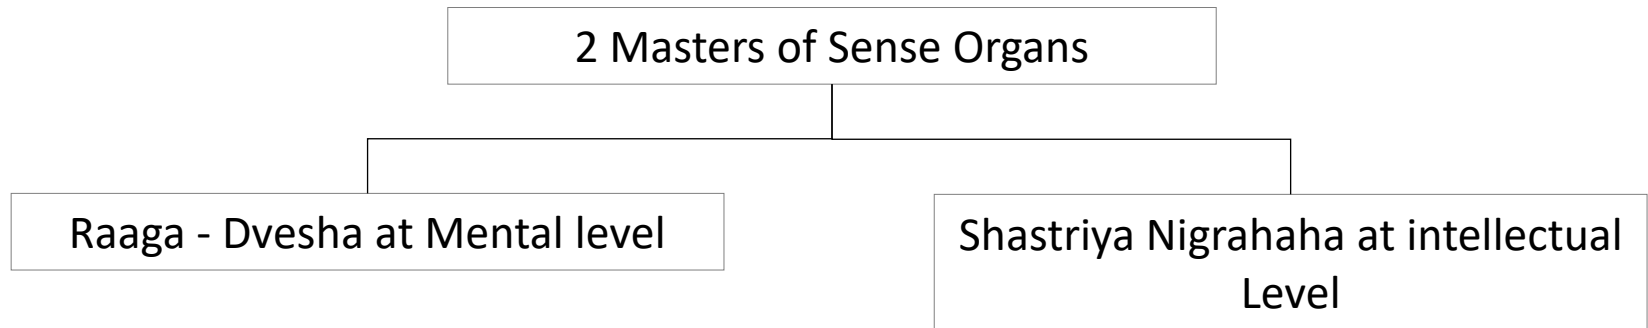 2 Masters of Sense Organs
Raaga - Dvesha at Mental level
Shastriya Nigrahaha at intellectual
Level